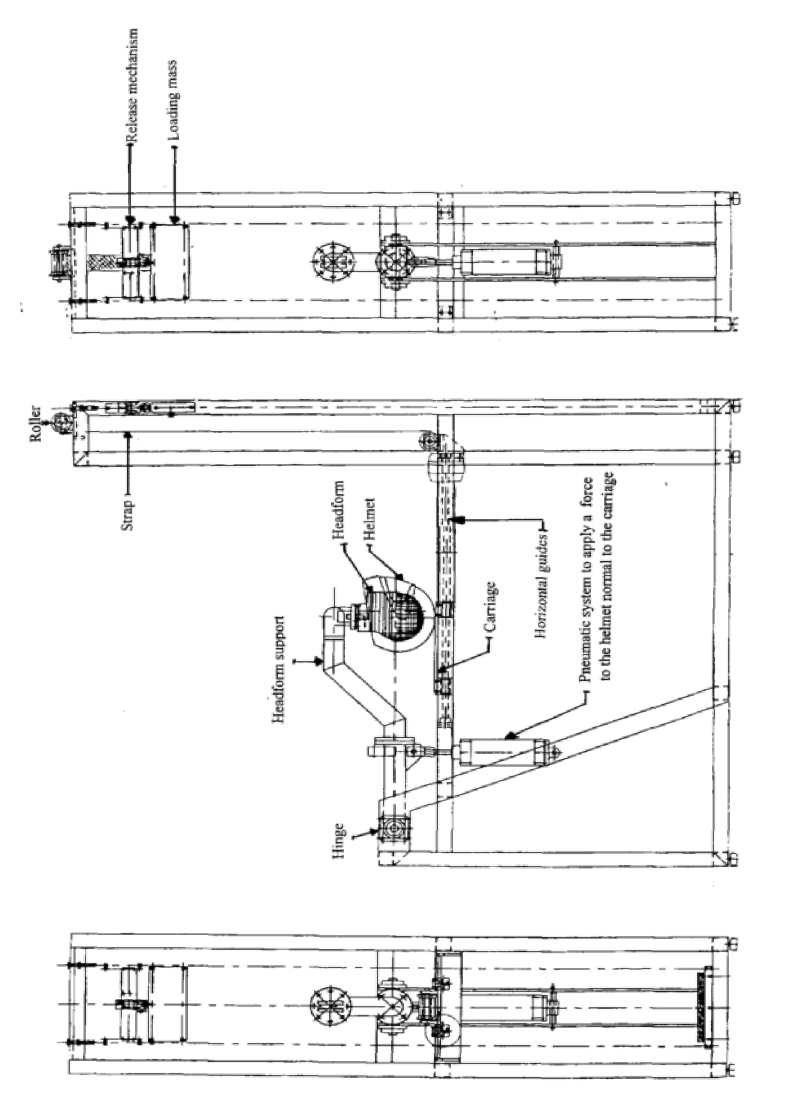 Release mechanism
Loading mass
Roller
Strap
Headform
Helmet
Headform support
Horizontal guides
Carriage
Pneumatic system to apply a force
to the helmet normal to the carriage
Hinge